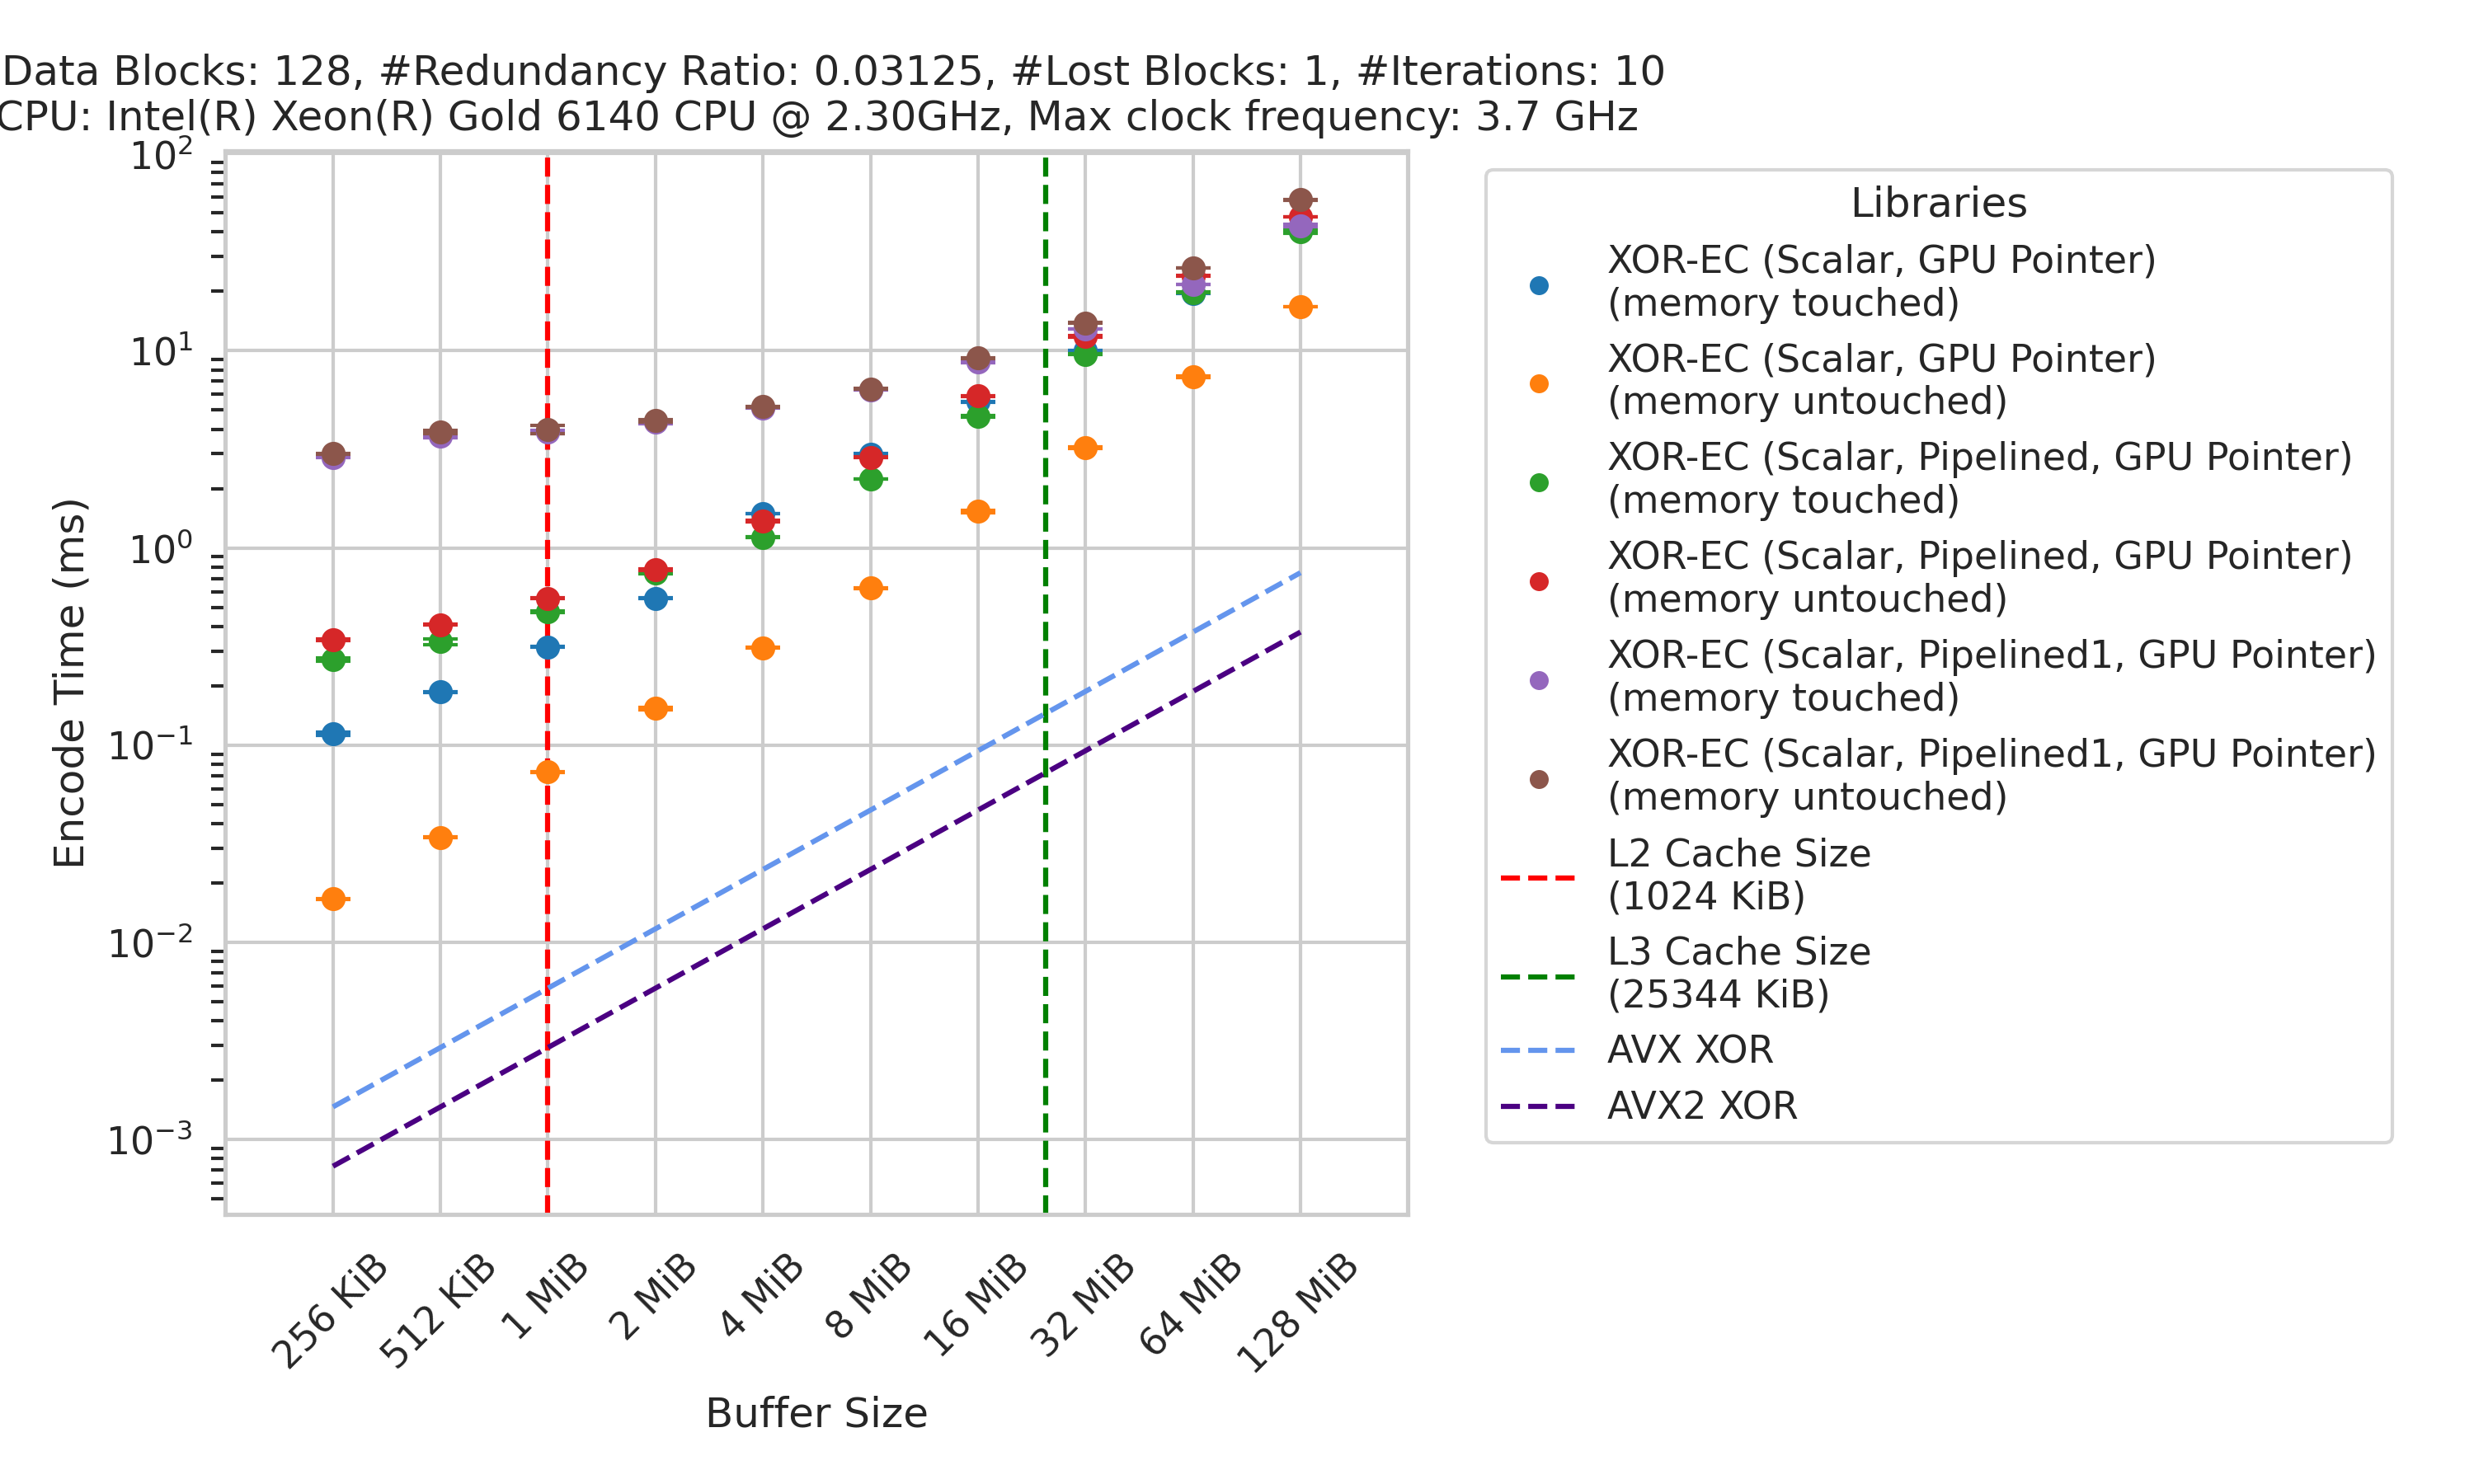 Data Blocks: 128, #Redundancy Ratio: 0.03125, #Lost Blocks: 1, #Iterations: 10
CPU: Intel(R) Xeon(R) Gold 6140 CPU @ 2.30GHz, Max clock frequency: 3.7 GHz
10²
10¹
10⁰
10⁻¹
10⁻²
10⁻³
Encode Time (ms)
256 KiB
512 KiB
1 MiB
2 MiB
4 MiB
8 MiB
16 MiB
32 MiB
64 MiB
128 MiB
Buffer Size
Libraries
XOR-EC (Scalar, GPU Pointer)
(memory touched)
XOR-EC (Scalar, GPU Pointer)
(memory untouched)
XOR-EC (Scalar, Pipelined, GPU Pointer)
(memory touched)
XOR-EC (Scalar, Pipelined, GPU Pointer)
(memory untouched)
XOR-EC (Scalar, Pipelined1, GPU Pointer)
(memory touched)
XOR-EC (Scalar, Pipelined1, GPU Pointer)
(memory untouched)
L2 Cache Size
(1024 KiB)
L3 Cache Size
(25344 KiB)
AVX XOR
AVX2 XOR